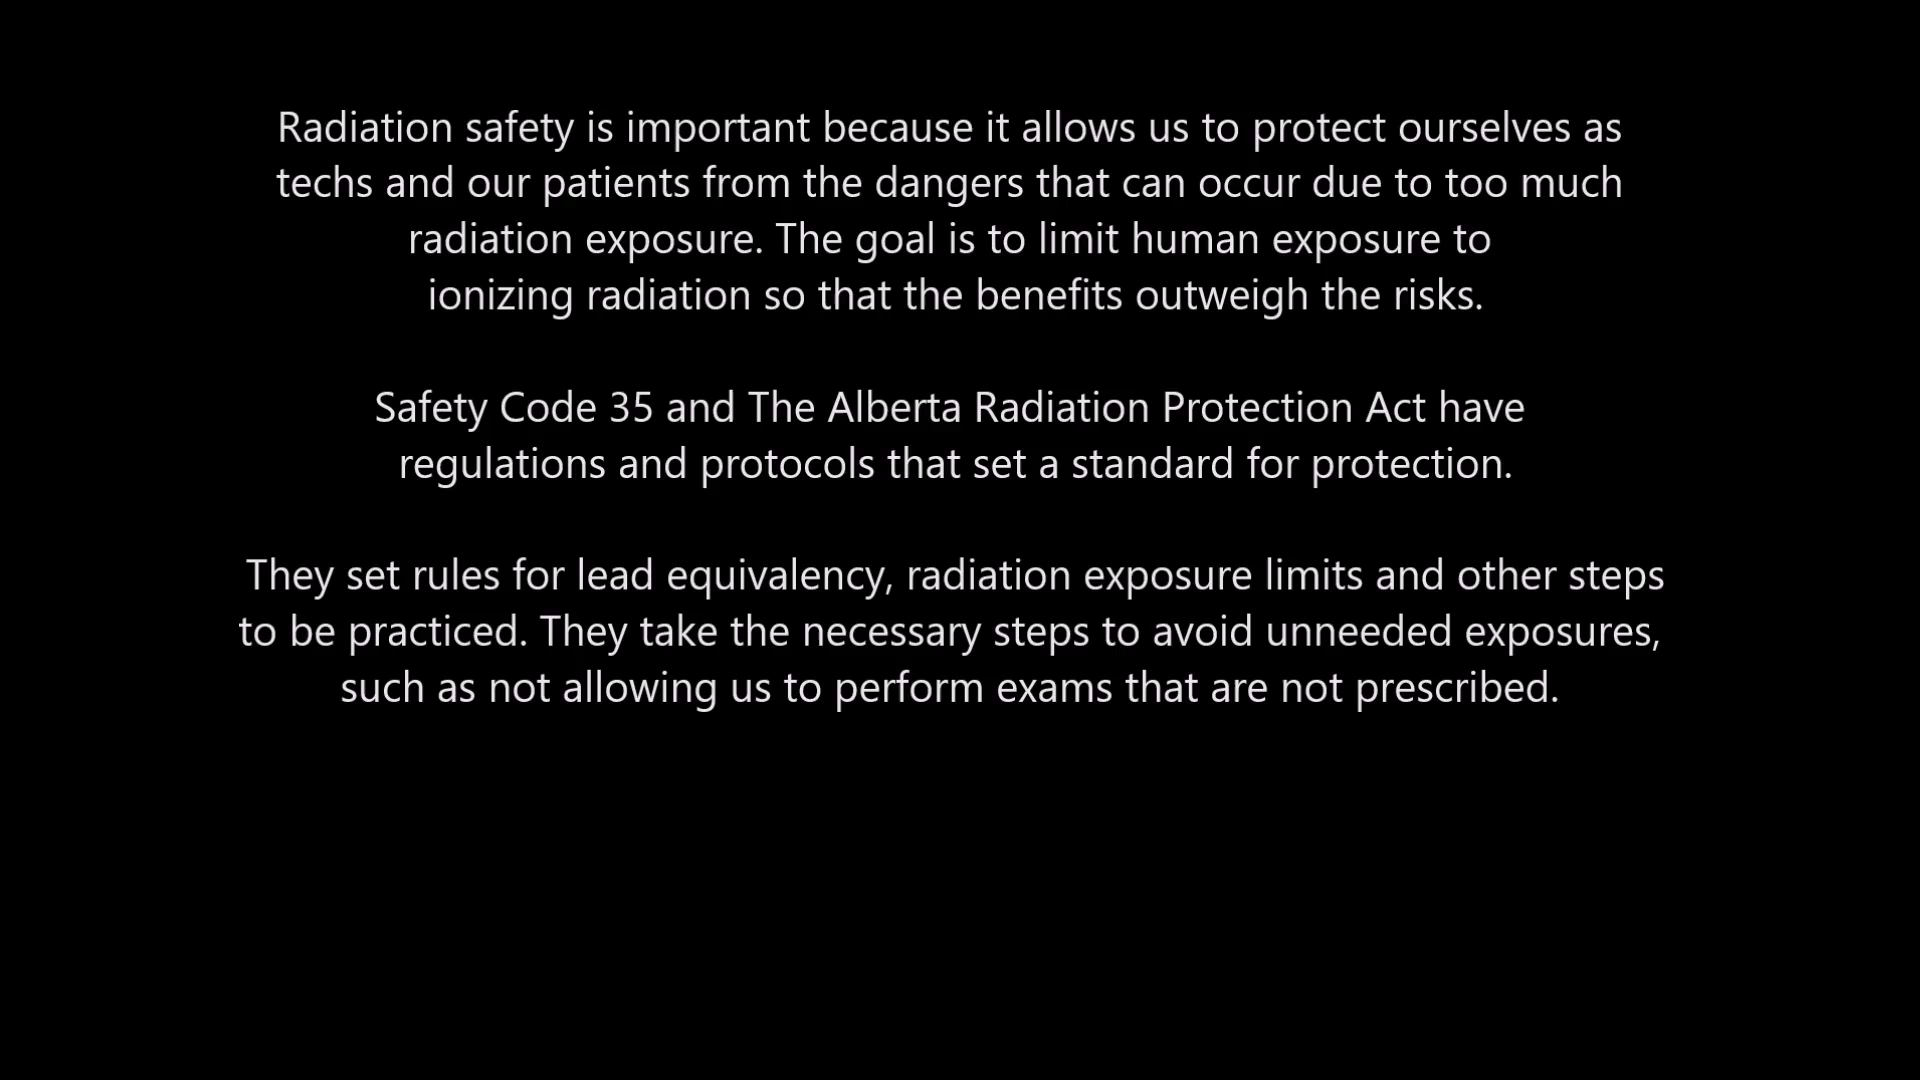 Radiation safety is important because it allows us to protect ourselves as
techs and our patients from the dangers that can occur due to too much
radiation exposure. The goal is to limit human exposure to
ionizing radiation so that the benefits outweigh the risks.
Safety Code 35 and The Alberta Radiation Protection Act have
regulations and protocols that set a standard for protection.
They set rules for lead equivalency, radiation exposure limits and other steps
to be practiced. They take the necessary steps to avoid unneeded exposures,
such as not allowing us to perform exams that are not prescribed.